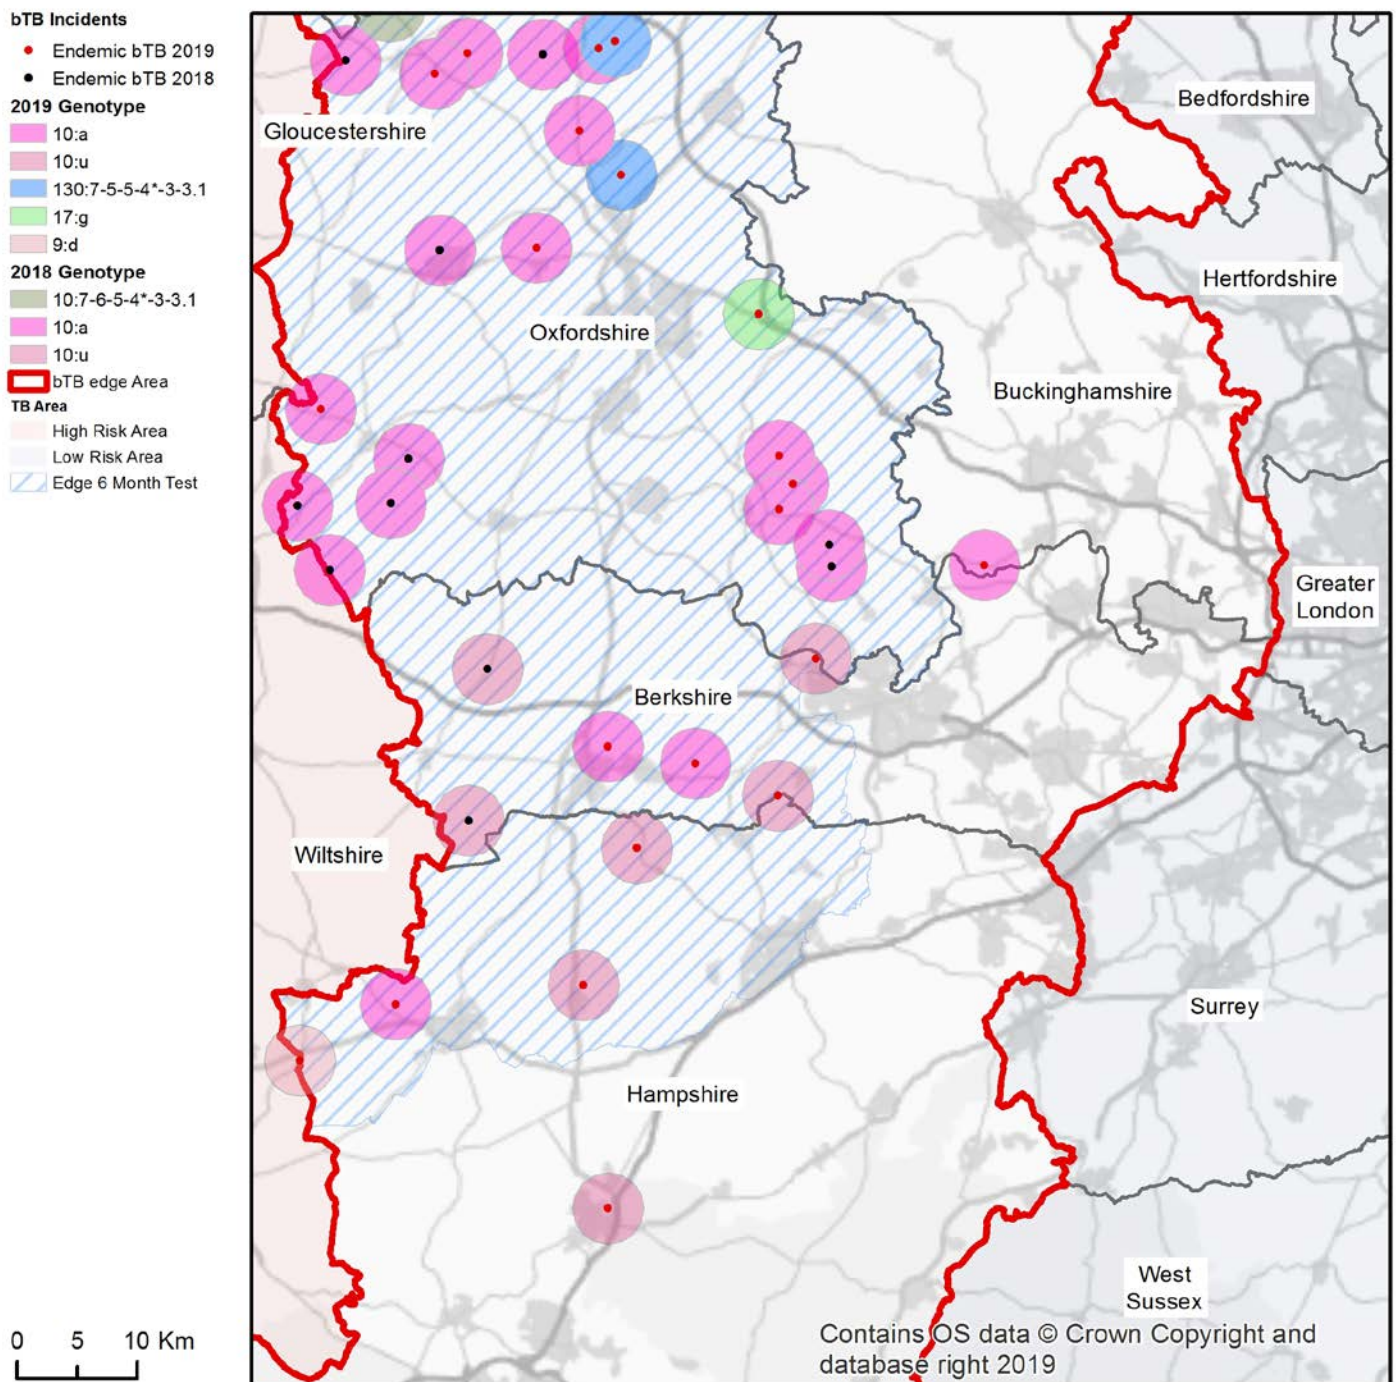 bTB Incidents
Endemic bTB 2019
Endemic bTB 2018
2019 Genotype
10:a
10:u
130:7-5-5-4*-3-3.1
17:g
9:d
2018 Genotype
10:7-6-5-4*-3-3.1
10:a
10:u
bTB edge Area
TB Area
High Risk Area
Low Risk Area
Edge 6 Month Test
0 5 10 Km
Bedfordshire
Gloucestershire
Hertfordshire
Oxfordshire
Buckinghamshire
Greater
London
Berkshire
Wiltshire
Surrey
Hampshire
West
Sussex
Contains OS data © Crown Copyright and
database right 2019